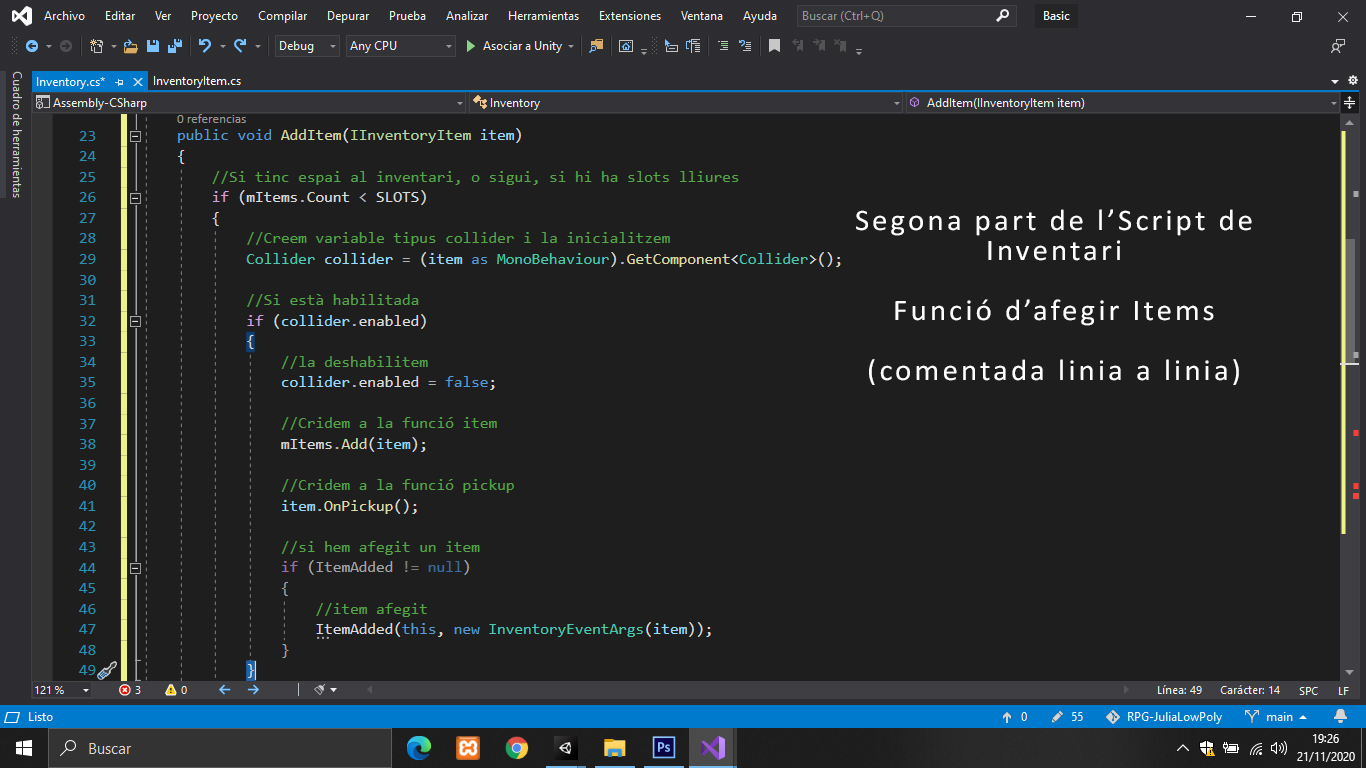 Archivo Editar Ver Proyecto Compilar Depurar Prueba Analizar Herramientas Extensiones Ventana Ayuda Buscar (Ctrl+Q) Basic
Debug Any CPU Asociar a Unity
Cuadro de herramientas
Inventory.cs* InventoryItem.cs
Assembly-CSharp Inventory AddItem(IInventoryItem item)
0 referencias
23 public void AddItem(IInventoryItem item)
24 {
25 //Si tinc espai al inventari, o sigui, si hi ha slots lliures
26 if (mItems.Count < SLOTS)
27 {
28 //Creem variable tipus collider i la inicialitzem
29 Collider collider = (item as MonoBehaviour).GetComponent<Collider>();
30
31 //Si està habilitada
32 if (collider.enabled)
33 {
34 //la deshabilitem
35 collider.enabled = false;
36
37 //Cridem a la funció item
38 mItems.Add(item);
39
40 //Cridem a la funció pickup
41 item.OnPickup();
42
43 //si hem afegit un item
44 if (ItemAdded != null)
45 {
46 //item afegit
47 ItemAdded(this, new InventoryEventArgs(item));
48 }
49 }
Segona part de l’Script de
Inventari
Funció d’afegir Items
(comentada linia a linia)
121 % 3 0 Línea: 49 Carácter: 14 SPC LF
Listo 0 55 RPG-JuliaLowPoly main
Buscar Ps 19:26
21/11/2020